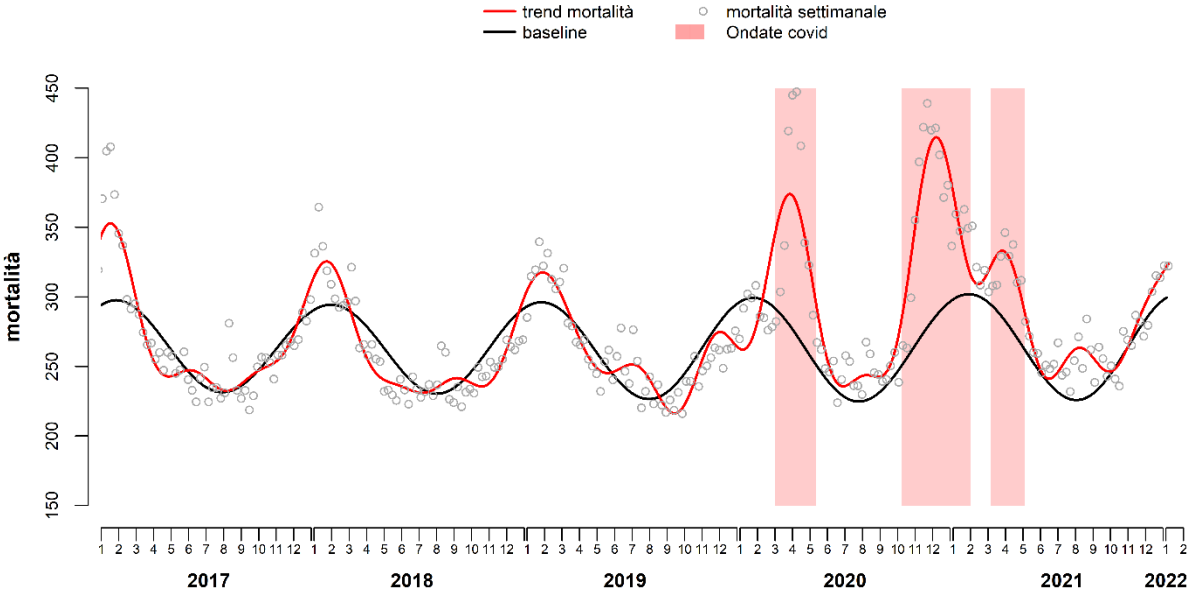 trend mortalità
mortalità settimanale
baseline
Ondate covid
mortalità
450
400
350
300
250
200
150
1 2 3 4 5 6 7 8 9 10 11 12 1 2 3 4 5 6 7 8 9 10 11 12 1 2 3 4 5 6 7 8 9 10 11 12 1 2 3 4 5 6 7 8 9 10 11 12 1 2 3 4 5 6 7 8 9 10 11 12 1 2
2017 2018 2019 2020 2021 2022